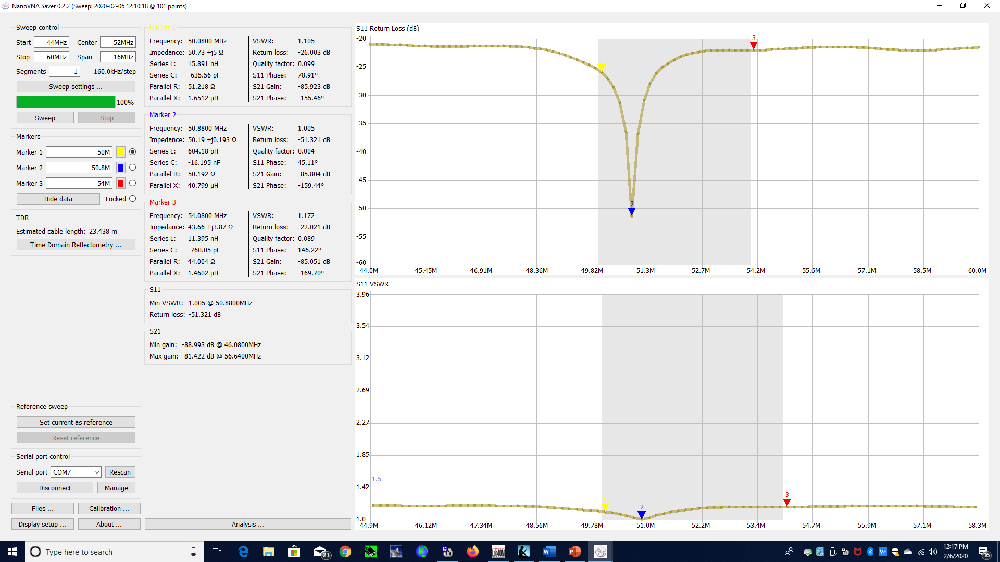 NanoVNA Saver 0.2.2 (Sweep: 2020-02-06 12:10:18 @ 101 points)
Sweep control
Start 44MHz Center 52MHz
Stop 60MHz Span 16MHz
Segments 1 160.0kHz/step
Sweep settings ...
100%
Sweep Stop
Markers
Marker 1 50M
Marker 2 50.8M
Marker 3 54M
Hide data Locked
TDR
Estimated cable length: 23.438 m
Time Domain Reflectometry ...
Reference sweep
Set current as reference
Reset reference
Serial port control
Serial port COM7 Rescan
Disconnect Manage
Files ... Calibration ...
Display setup ... About ...
Marker 1
Frequency: 50.0800 MHz VSWR: 1.105
Impedance: 50.73 +j5 Ω Return loss: -26.003 dB
Series L: 15.891 nH Quality factor: 0.099
Series C: -635.56 pF S11 Phase: 78.91°
Parallel R: 51.218 Ω S21 Gain: -85.923 dB
Parallel X: 1.6512 µH S21 Phase: -155.46°
Marker 2
Frequency: 50.8800 MHz VSWR: 1.005
Impedance: 50.19 +j0.193 Ω Return loss: -51.321 dB
Series L: 604.18 pH Quality factor: 0.004
Series C: -16.195 nF S11 Phase: 45.11°
Parallel R: 50.192 Ω S21 Gain: -85.804 dB
Parallel X: 40.799 µH S21 Phase: -159.44°
Marker 3
Frequency: 54.0800 MHz VSWR: 1.172
Impedance: 43.66 +j3.87 Ω Return loss: -22.021 dB
Series L: 11.395 nH Quality factor: 0.089
Series C: -760.05 pF S11 Phase: 146.22°
Parallel R: 44.004 Ω S21 Gain: -85.051 dB
Parallel X: 1.4602 µH S21 Phase: -169.70°
S11
Min VSWR: 1.005 @ 50.8800MHz
Return loss: -51.321 dB
S21
Min gain: -88.993 dB @ 46.0800MHz
Max gain: -81.422 dB @ 56.6400MHz
Analysis ...
S11 Return Loss (dB)
-20
3
1
-25
-30
-35
-40
-45
2
-50
-55
-60
44.0M 45.45M 46.91M 48.36M 49.82M 51.3M 52.7M 54.2M 55.6M 57.1M 58.5M 60.0M
S11 VSWR
3.96
3.54
3.12
2.69
2.27
1.85
1.5
1.42
1 2 3
1.0
44.9M 46.12M 47.34M 48.56M 49.78M 51.0M 52.2M 53.4M 54.7M 55.9M 57.1M 58.3M
Type here to search
23
12:17 PM
2/6/2020
16